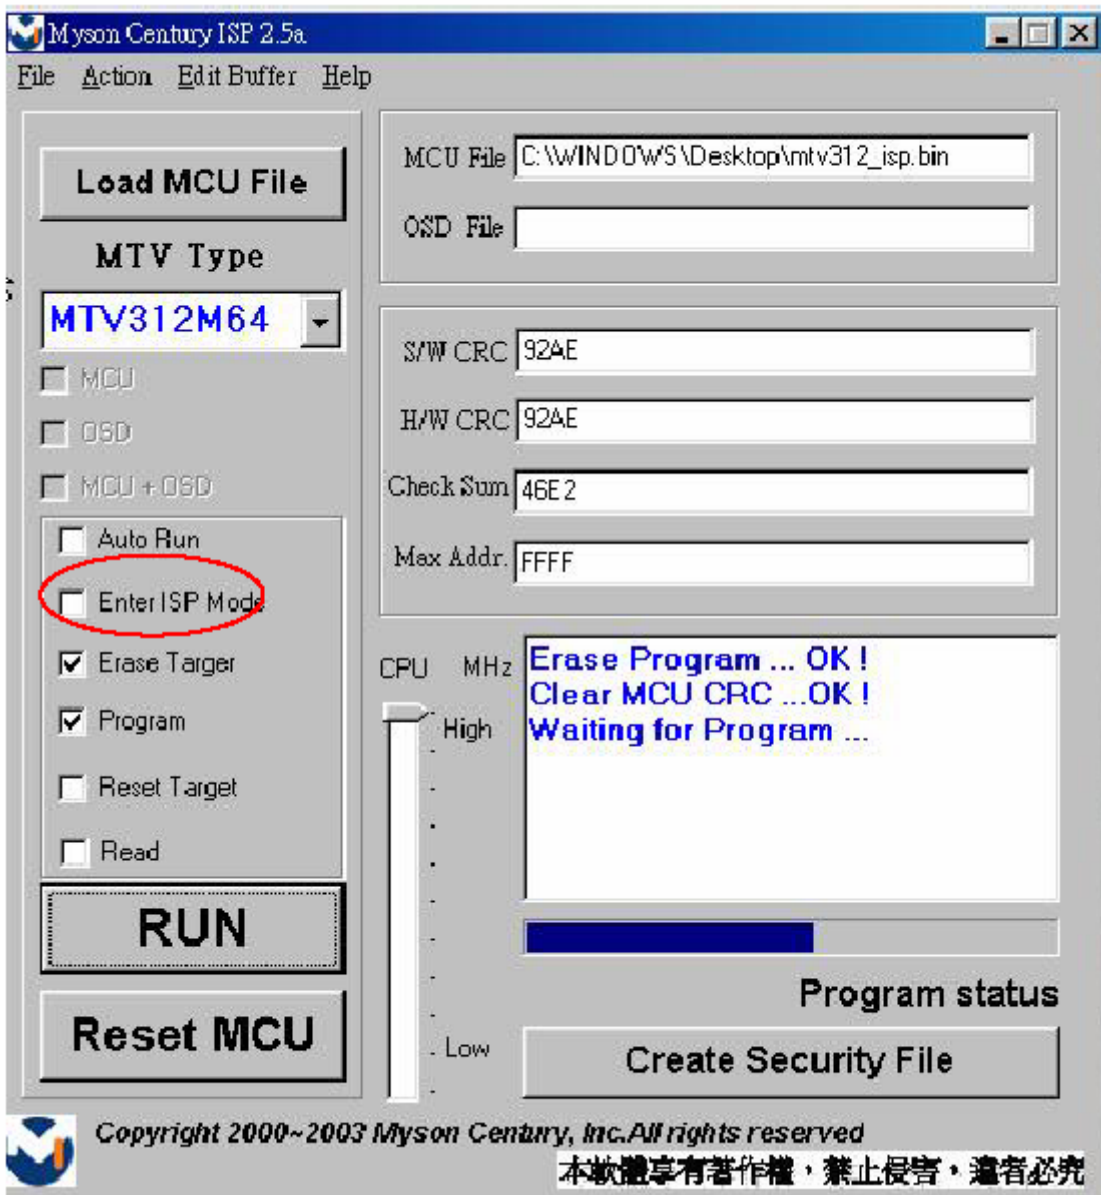 Myson Century ISP 2.5a
File Action Edit Buffer Help
Load MCU File
MTV Type
MTV312M64
MCU
OSD
MCU + OSD
Auto Run
Enter ISP Mode
Erase Targer
Program
Reset Target
Read
RUN
Reset MCU
MCU File C:\WINDOWS\Desktop\mtv312_isp.bin
OSD File
S/W CRC 92AE
H/W CRC 92AE
Check Sum 46E2
Max Addr. FFFF
CPU MHz
High
Low
Erase Program ... OK !
Clear MCU CRC ...OK !
Waiting for Program ...
Program status
Create Security File
Copyright 2000~2003 Myson Century, Inc.All rights reserved
本軟體享有著作權，禁止侵害，違者必究